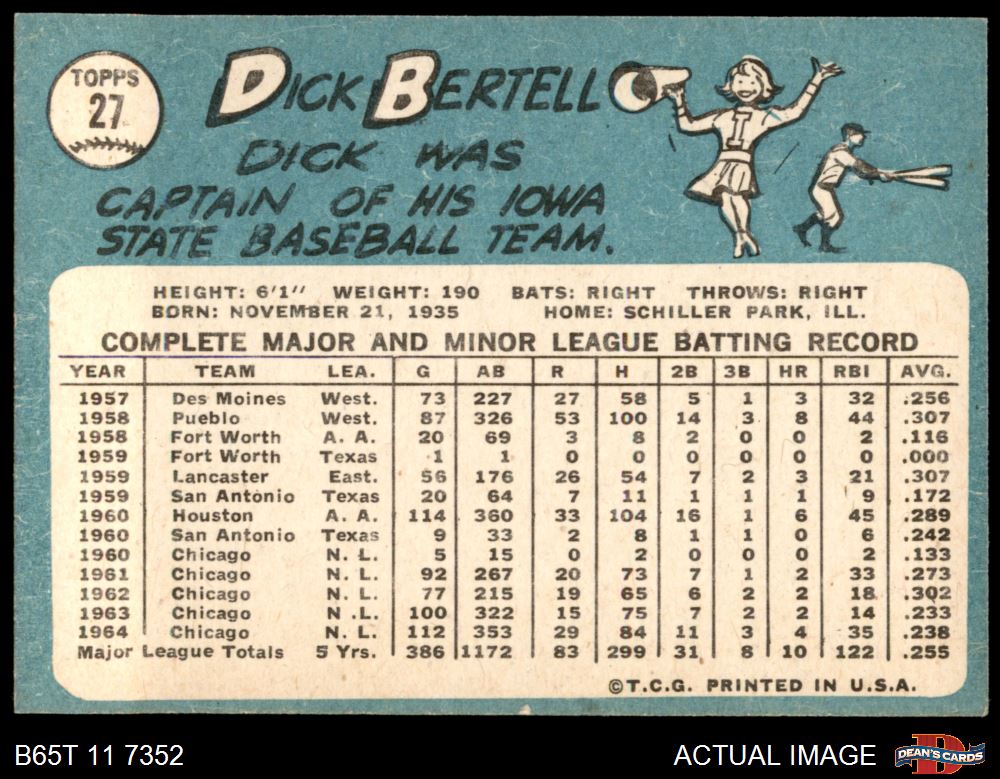 TOPPS
27
DICK BERTELL
DICK WAS
CAPTAIN OF HIS IOWA
STATE BASEBALL TEAM.
I
HEIGHT: 6'1" WEIGHT: 190 BATS: RIGHT THROWS: RIGHT
BORN: NOVEMBER 21, 1935 HOME: SCHILLER PARK, ILL.
COMPLETE MAJOR AND MINOR LEAGUE BATTING RECORD
YEAR TEAM LEA. G AB R H 2B 3B HR RBI AVG.
1957 Des Moines West. 73 227 27 58 5 1 3 32 .256
1958 Pueblo West. 87 326 53 100 14 3 8 44 .307
1958 Fort Worth A. A. 20 69 3 8 2 0 0 2 .116
1959 Fort Worth Texas 1 1 0 0 0 0 0 0 .000
1959 Lancaster East. 56 176 26 54 7 2 3 21 .307
1959 San Antonio Texas 20 64 7 11 1 1 1 9 .172
1960 Houston A. A. 114 360 33 104 16 1 6 45 .289
1960 San Antonio Texas 9 33 2 8 1 1 0 6 .242
1960 Chicago N. L. 5 15 0 2 0 0 0 2 .133
1961 Chicago N. L. 92 267 20 73 7 1 2 33 .273
1962 Chicago N. L. 77 215 19 65 6 2 2 18 .302
1963 Chicago N .L. 100 322 15 75 7 2 2 14 .233
1964 Chicago N. L. 112 353 29 84 11 3 4 35 .238
Major League Totals 5 Yrs. 386 1172 83 299 31 8 10 122 .255
©T.C.G. PRINTED IN U.S.A.
B65T 11 7352 ACTUAL IMAGE DEAN'S CARDS